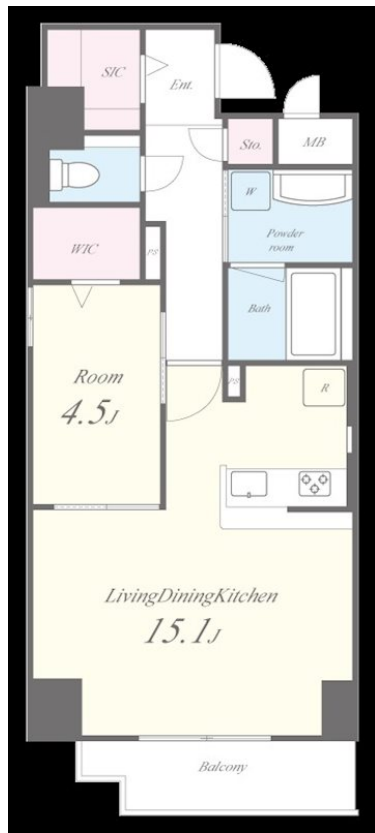 SIC
Ent.
Sto.
MB
W
Powder
room
WIC
PS
Bath
Room
4.5J
PS
R
LivingDiningKitchen
15.1J
Balcony